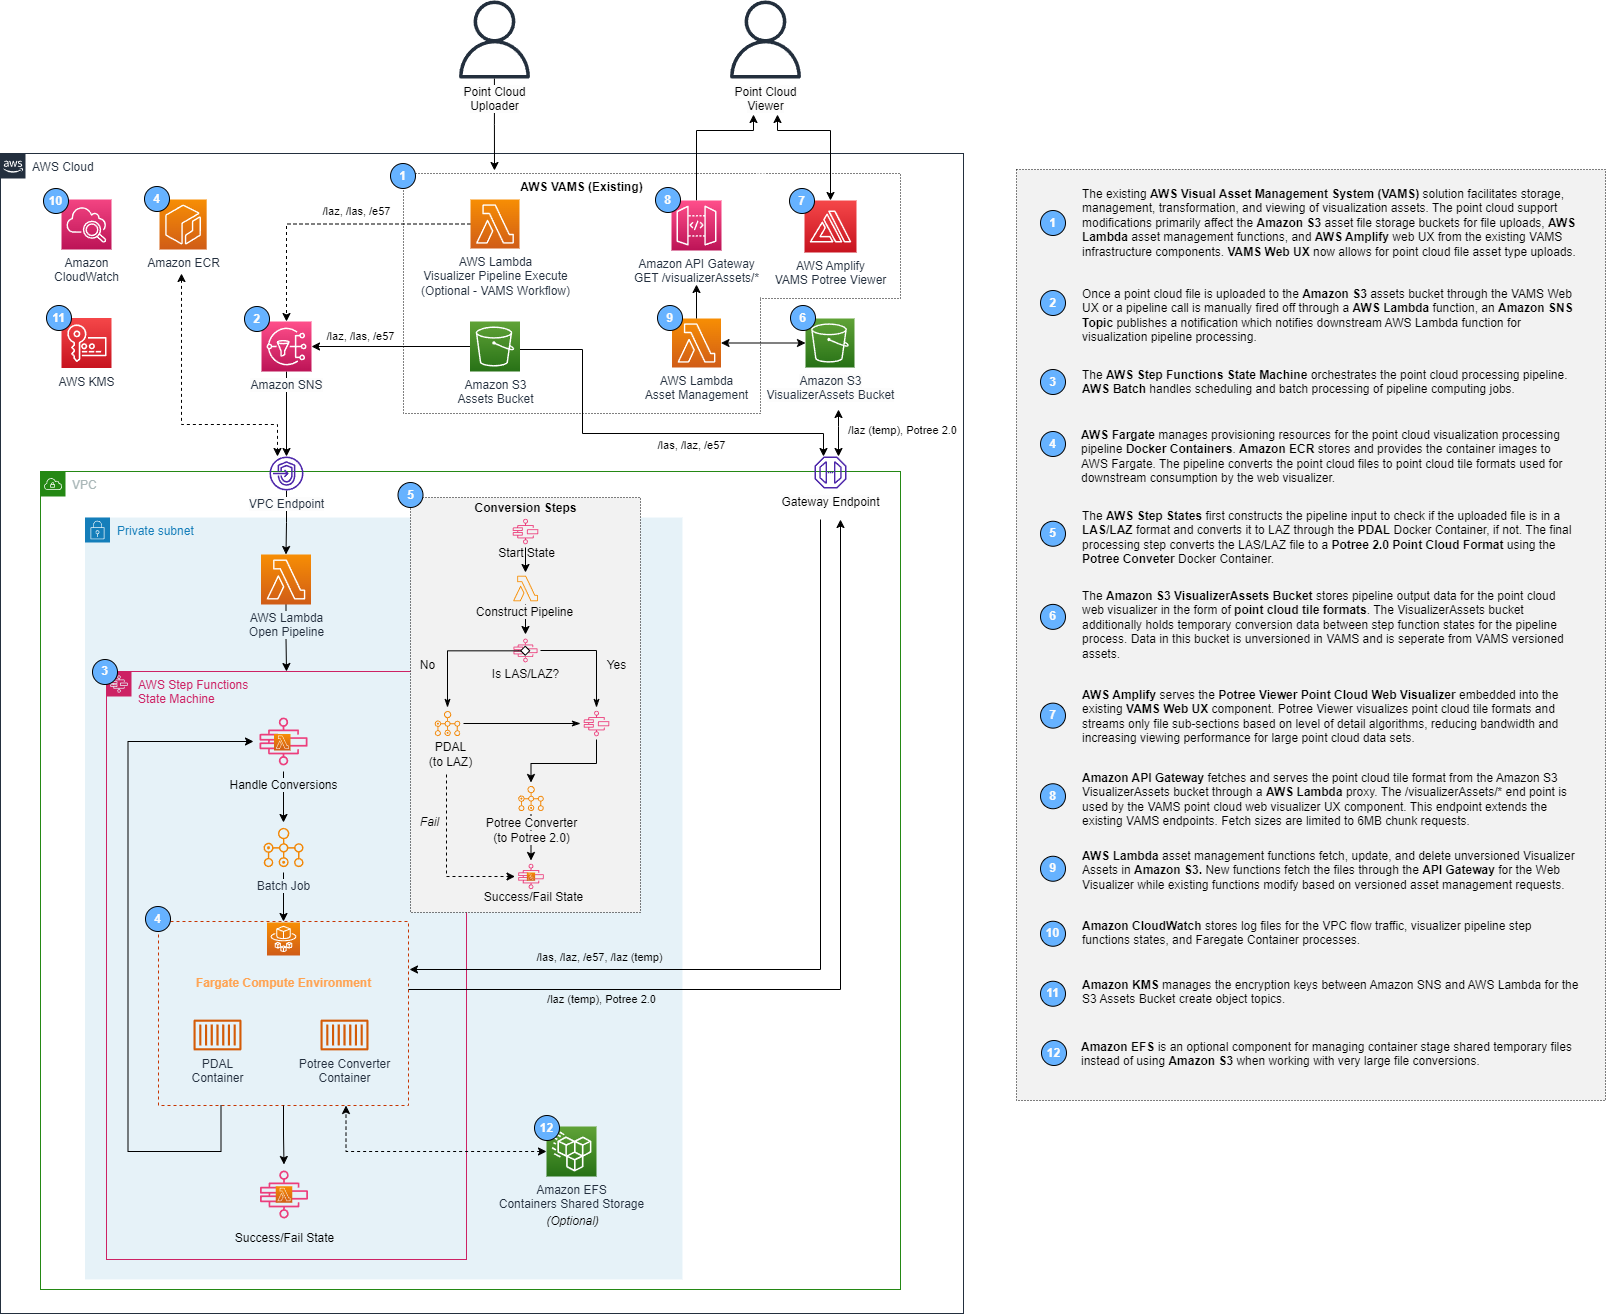 Point Cloud
Uploader
Point Cloud
Viewer
aws
AWS Cloud
1
AWS VAMS (Existing)
10
Amazon
CloudWatch
4
Amazon ECR
/laz, /las, /e57
AWS Lambda
Visualizer Pipeline Execute
(Optional - VAMS Workflow)
8
Amazon API Gateway
GET /visualizerAssets/*
7
AWS Amplify
VAMS Potree Viewer
11
AWS KMS
2
Amazon SNS
/laz, /las, /e57
Amazon S3
Assets Bucket
9
AWS Lambda
Asset Management
6
Amazon S3
VisualizerAssets Bucket
/las, /laz, /e57
/laz (temp), Potree 2.0
VPC
VPC Endpoint
Gateway Endpoint
Private subnet
AWS Lambda
Open Pipeline
5
Conversion Steps
Start State
Construct Pipeline
Is LAS/LAZ?
No
Yes
PDAL
(to LAZ)
Potree Converter
(to Potree 2.0)
Fail
Success/Fail State
3
AWS Step Functions
State Machine
Handle Conversions
Batch Job
4
Fargate Compute Environment
PDAL
Container
Potree Converter
Container
/las, /laz, /e57, /laz (temp)
/laz (temp), Potree 2.0
Success/Fail State
12
Amazon EFS
Containers Shared Storage
(Optional)
1
The existing AWS Visual Asset Management System (VAMS) solution facilitates storage,
management, transformation, and viewing of visualization assets. The point cloud support
modifications primarily affect the Amazon S3 asset file storage buckets for file uploads, AWS
Lambda asset management functions, and AWS Amplify web UX from the existing VAMS
infrastructure components. VAMS Web UX now allows for point cloud file asset type uploads.
2
Once a point cloud file is uploaded to the Amazon S3 assets bucket through the VAMS Web
UX or a pipeline call is manually fired off through a AWS Lambda function, an Amazon SNS
Topic publishes a notification which notifies downstream AWS Lambda function for
visualization pipeline processing.
3
The AWS Step Functions State Machine orchestrates the point cloud processing pipeline.
AWS Batch handles scheduling and batch processing of pipeline computing jobs.
4
AWS Fargate manages provisioning resources for the point cloud visualization processing
pipeline Docker Containers. Amazon ECR stores and provides the container images to
AWS Fargate. The pipeline converts the point cloud files to point cloud tile formats used for
downstream consumption by the web visualizer.
5
The AWS Step States first constructs the pipeline input to check if the uploaded file is in a
LAS/LAZ format and converts it to LAZ through the PDAL Docker Container, if not. The final
processing step converts the LAS/LAZ file to a Potree 2.0 Point Cloud Format using the
Potree Conveter Docker Container.
6
The Amazon S3 VisualizerAssets Bucket stores pipeline output data for the point cloud
web visualizer in the form of point cloud tile formats. The VisualizerAssets bucket
additionally holds temporary conversion data between step function states for the pipeline
process. Data in this bucket is unversioned in VAMS and is seperate from VAMS versioned
assets.
7
AWS Amplify serves the Potree Viewer Point Cloud Web Visualizer embedded into the
existing VAMS Web UX component. Potree Viewer visualizes point cloud tile formats and
streams only file sub-sections based on level of detail algorithms, reducing bandwidth and
increasing viewing performance for large point cloud data sets.
8
Amazon API Gateway fetches and serves the point cloud tile format from the Amazon S3
VisualizerAssets bucket through a AWS Lambda proxy. The /visualizerAssets/* end point is
used by the VAMS point cloud web visualizer UX component. This endpoint extends the
existing VAMS endpoints. Fetch sizes are limited to 6MB chunk requests.
9
AWS Lambda asset management functions fetch, update, and delete unversioned Visualizer
Assets in Amazon S3. New functions fetch the files through the API Gateway for the Web
Visualizer while existing functions modify based on versioned asset management requests.
10
Amazon CloudWatch stores log files for the VPC flow traffic, visualizer pipeline step
functions states, and Faregate Container processes.
11
Amazon KMS manages the encryption keys between Amazon SNS and AWS Lambda for the
S3 Assets Bucket create object topics.
12
Amazon EFS is an optional component for managing container stage shared temporary files
instead of using Amazon S3 when working with very large file conversions.